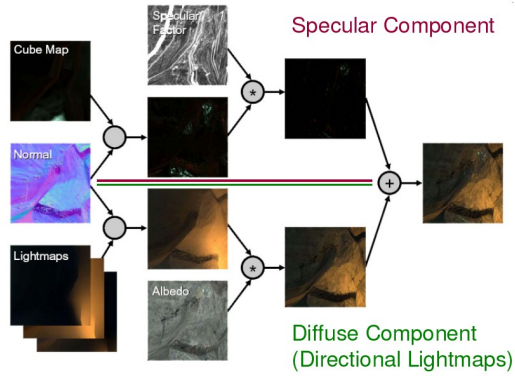 Specular
Factor
Specular Component
Cube Map
*
Normal
+
Lightmaps
*
Albedo
Diffuse Component
(Directional Lightmaps)